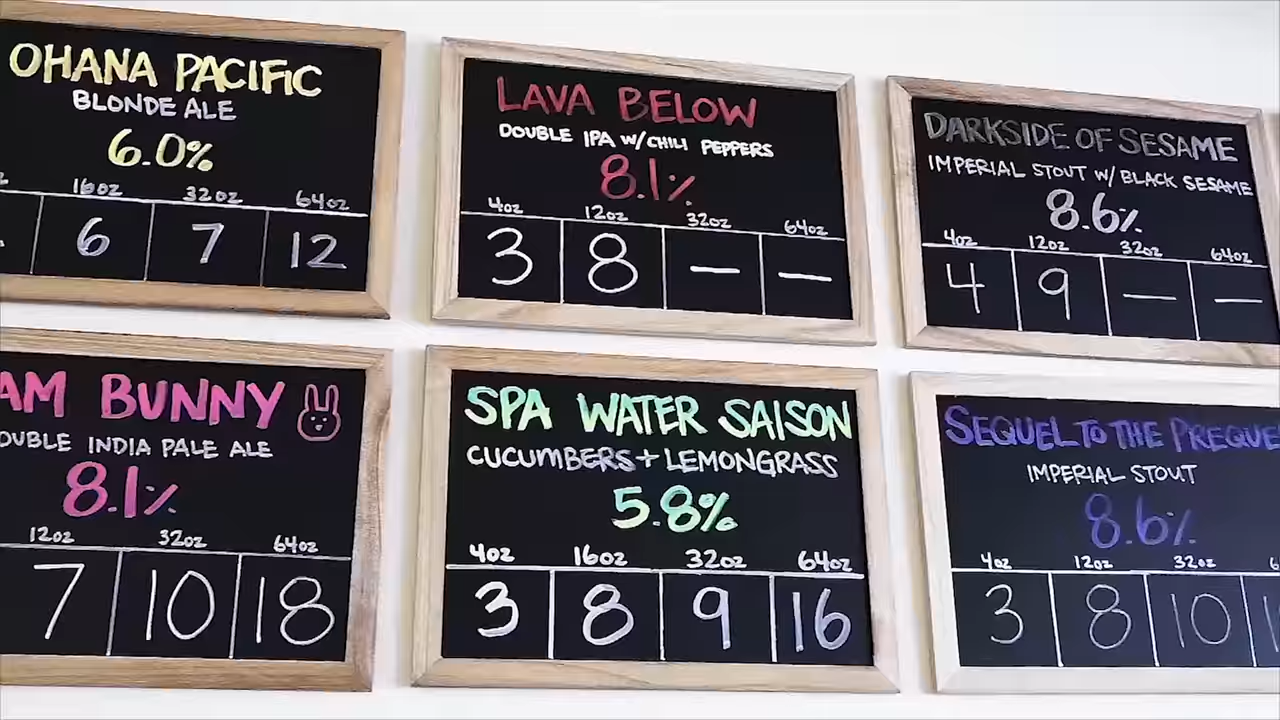 OHANA PACIFIC
BLONDE ALE
6.0%
16oz 32oz 64oz
6 7 12
LAVA BELOW
DOUBLE IPA W/CHILI PEPPERS
8.1%
4oz 12oz 32oz 64oz
3 8 — —
DARKSIDE OF SESAME
IMPERIAL STOUT W/ BLACK SESAME
8.6%
4oz 12oz 32oz 64oz
4 9 — —
BUNNY
INDIA PALE ALE
8.1%
12oz 32oz 64oz
7 10 18
SPA WATER SAISON
CUCUMBERS + LEMONGRASS
5.8%
4oz 16oz 32oz 64oz
3 8 9 16
SEQUEL TO THE
IMPERIAL STOUT
8.6%
4oz 12oz 32oz
3 8 10